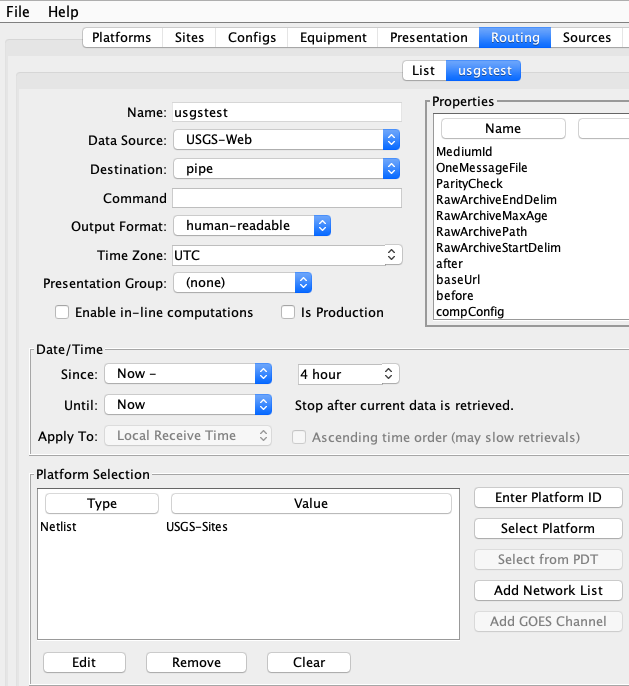 File Help
Platforms Sites Configs Equipment Presentation Routing Sources
List usgstest
Name: usgstest
Data Source: USGS-Web
Destination: pipe
Command
Output Format: human-readable
Time Zone: UTC
Presentation Group: (none)
Enable in-line computations Is Production
Properties
Name
MediumId
OneMessageFile
ParityCheck
RawArchiveEndDelim
RawArchiveMaxAge
RawArchivePath
RawArchiveStartDelim
after
baseUrl
before
compConfig
Date/Time
Since: Now - 4 hour
Until: Now Stop after current data is retrieved.
Apply To: Local Receive Time Ascending time order (may slow retrievals)
Platform Selection
Type Value
Netlist USGS-Sites
Enter Platform ID
Select Platform
Select from PDT
Add Network List
Add GOES Channel
Edit Remove Clear